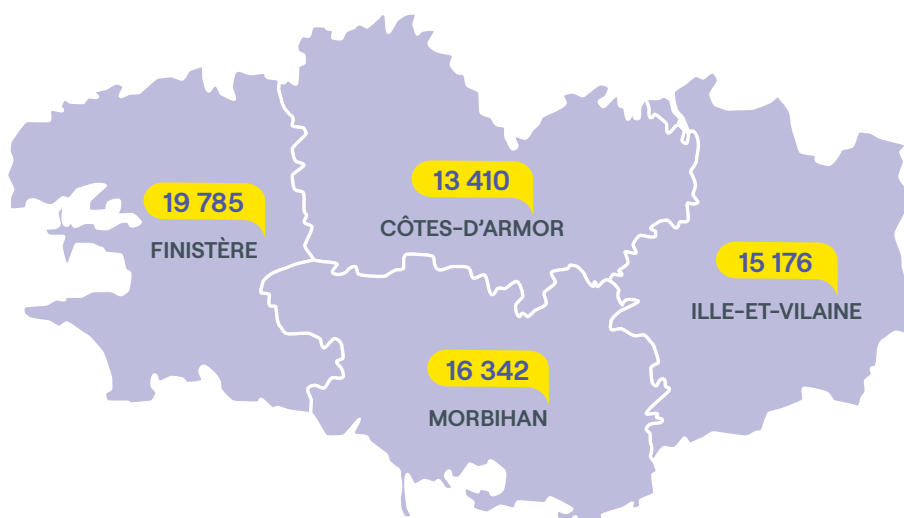 19 785
FINISTÈRE
13 410
CÔTES-D'ARMOR
15 176
ILLE-ET-VILAINE
16 342
MORBIHAN